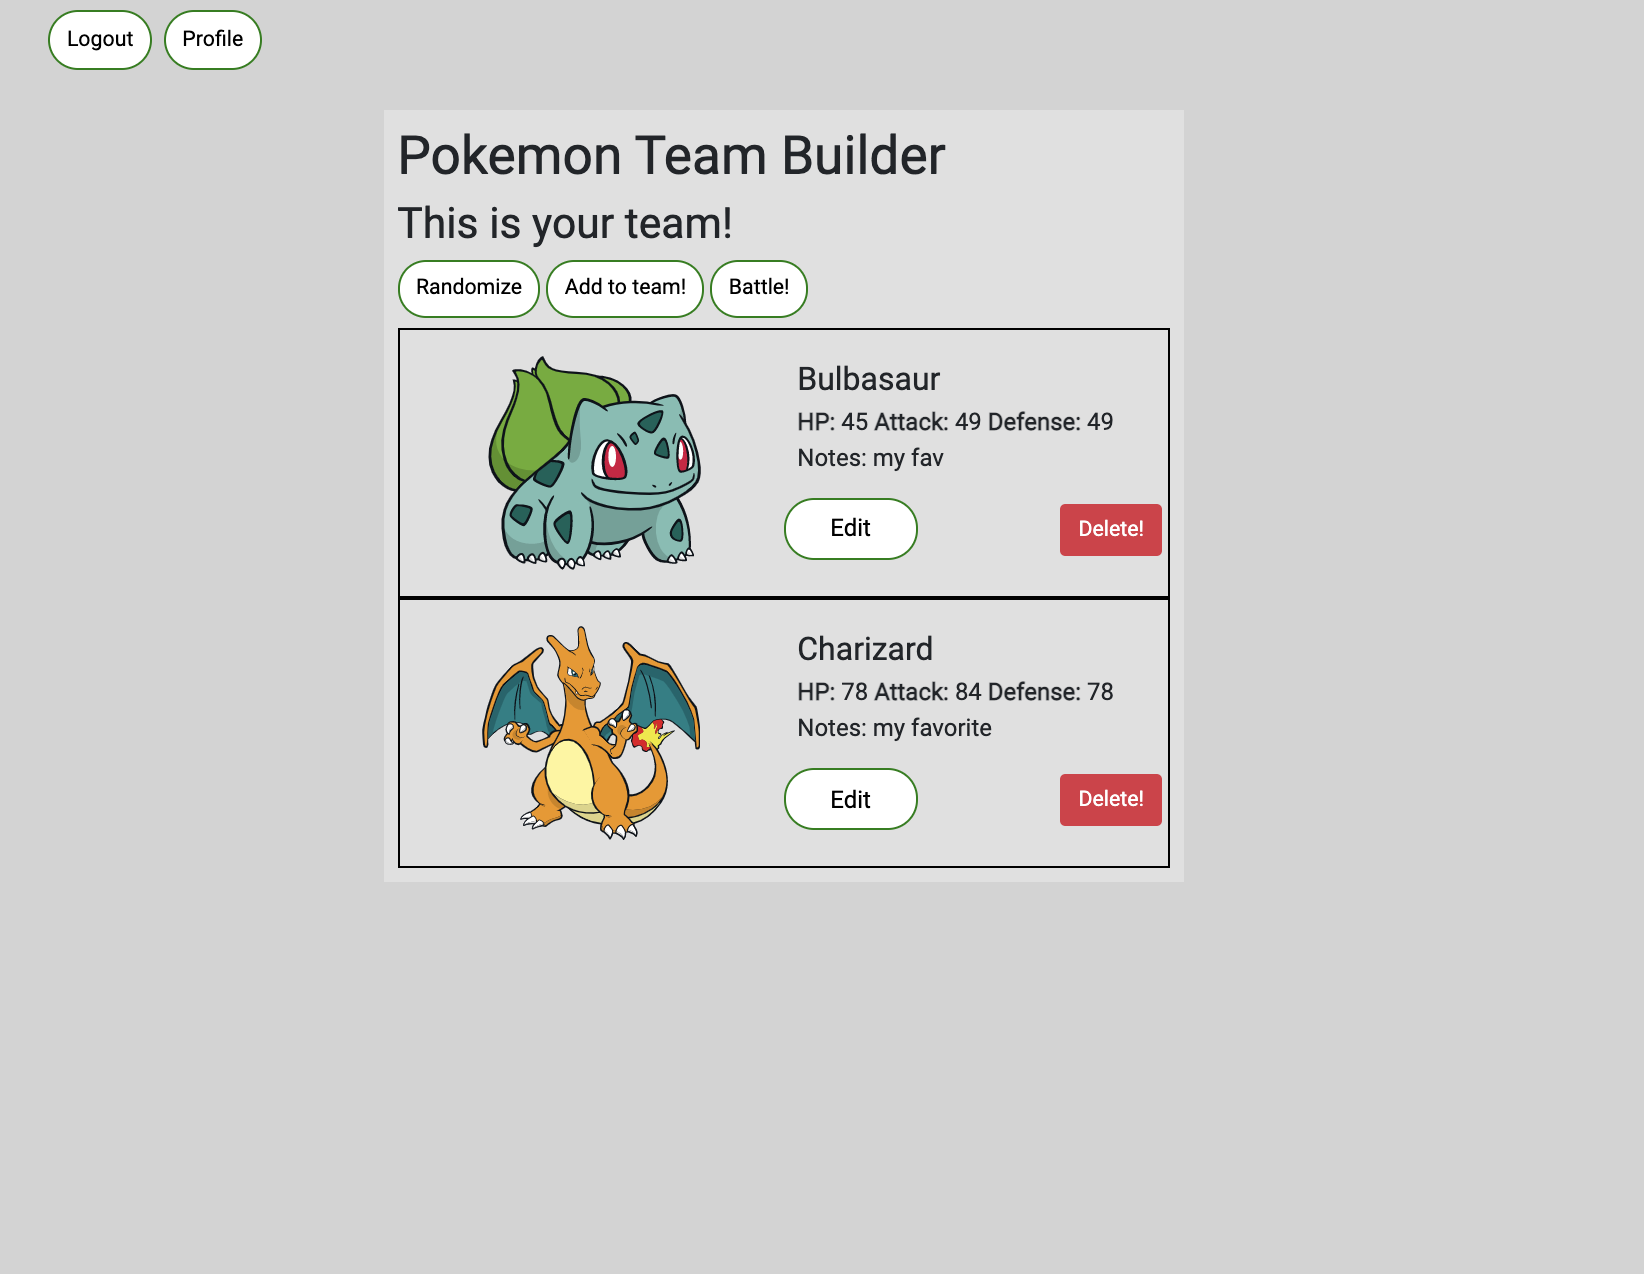 Logout Profile
Pokemon Team Builder
This is your team!
Randomize Add to team! Battle!
Bulbasaur
HP: 45 Attack: 49 Defense: 49
Notes: my fav
Edit Delete!
Charizard
HP: 78 Attack: 84 Defense: 78
Notes: my favorite
Edit Delete!